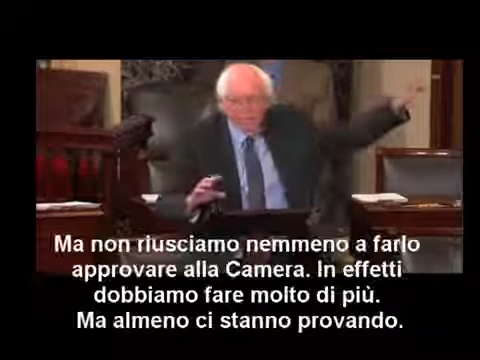 Ma non riusciamo nemmeno a farlo
approvare alla Camera. In effetti
dobbiamo fare molto di più.
Ma almeno ci stanno provando.